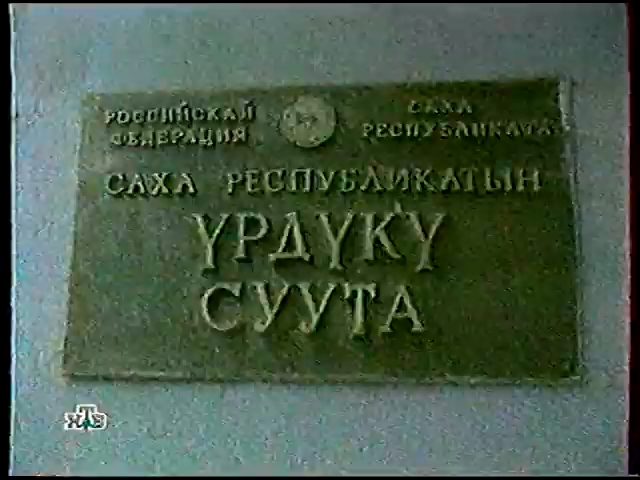 РОССИЙСКАЙ
ФЕДЕРАЦИЯ
САХА
РЕСПУБЛИКАТА
САХА РЕСПУБЛИКАТЫН
ҮРДҮКҮ
СУУТА
НТВ